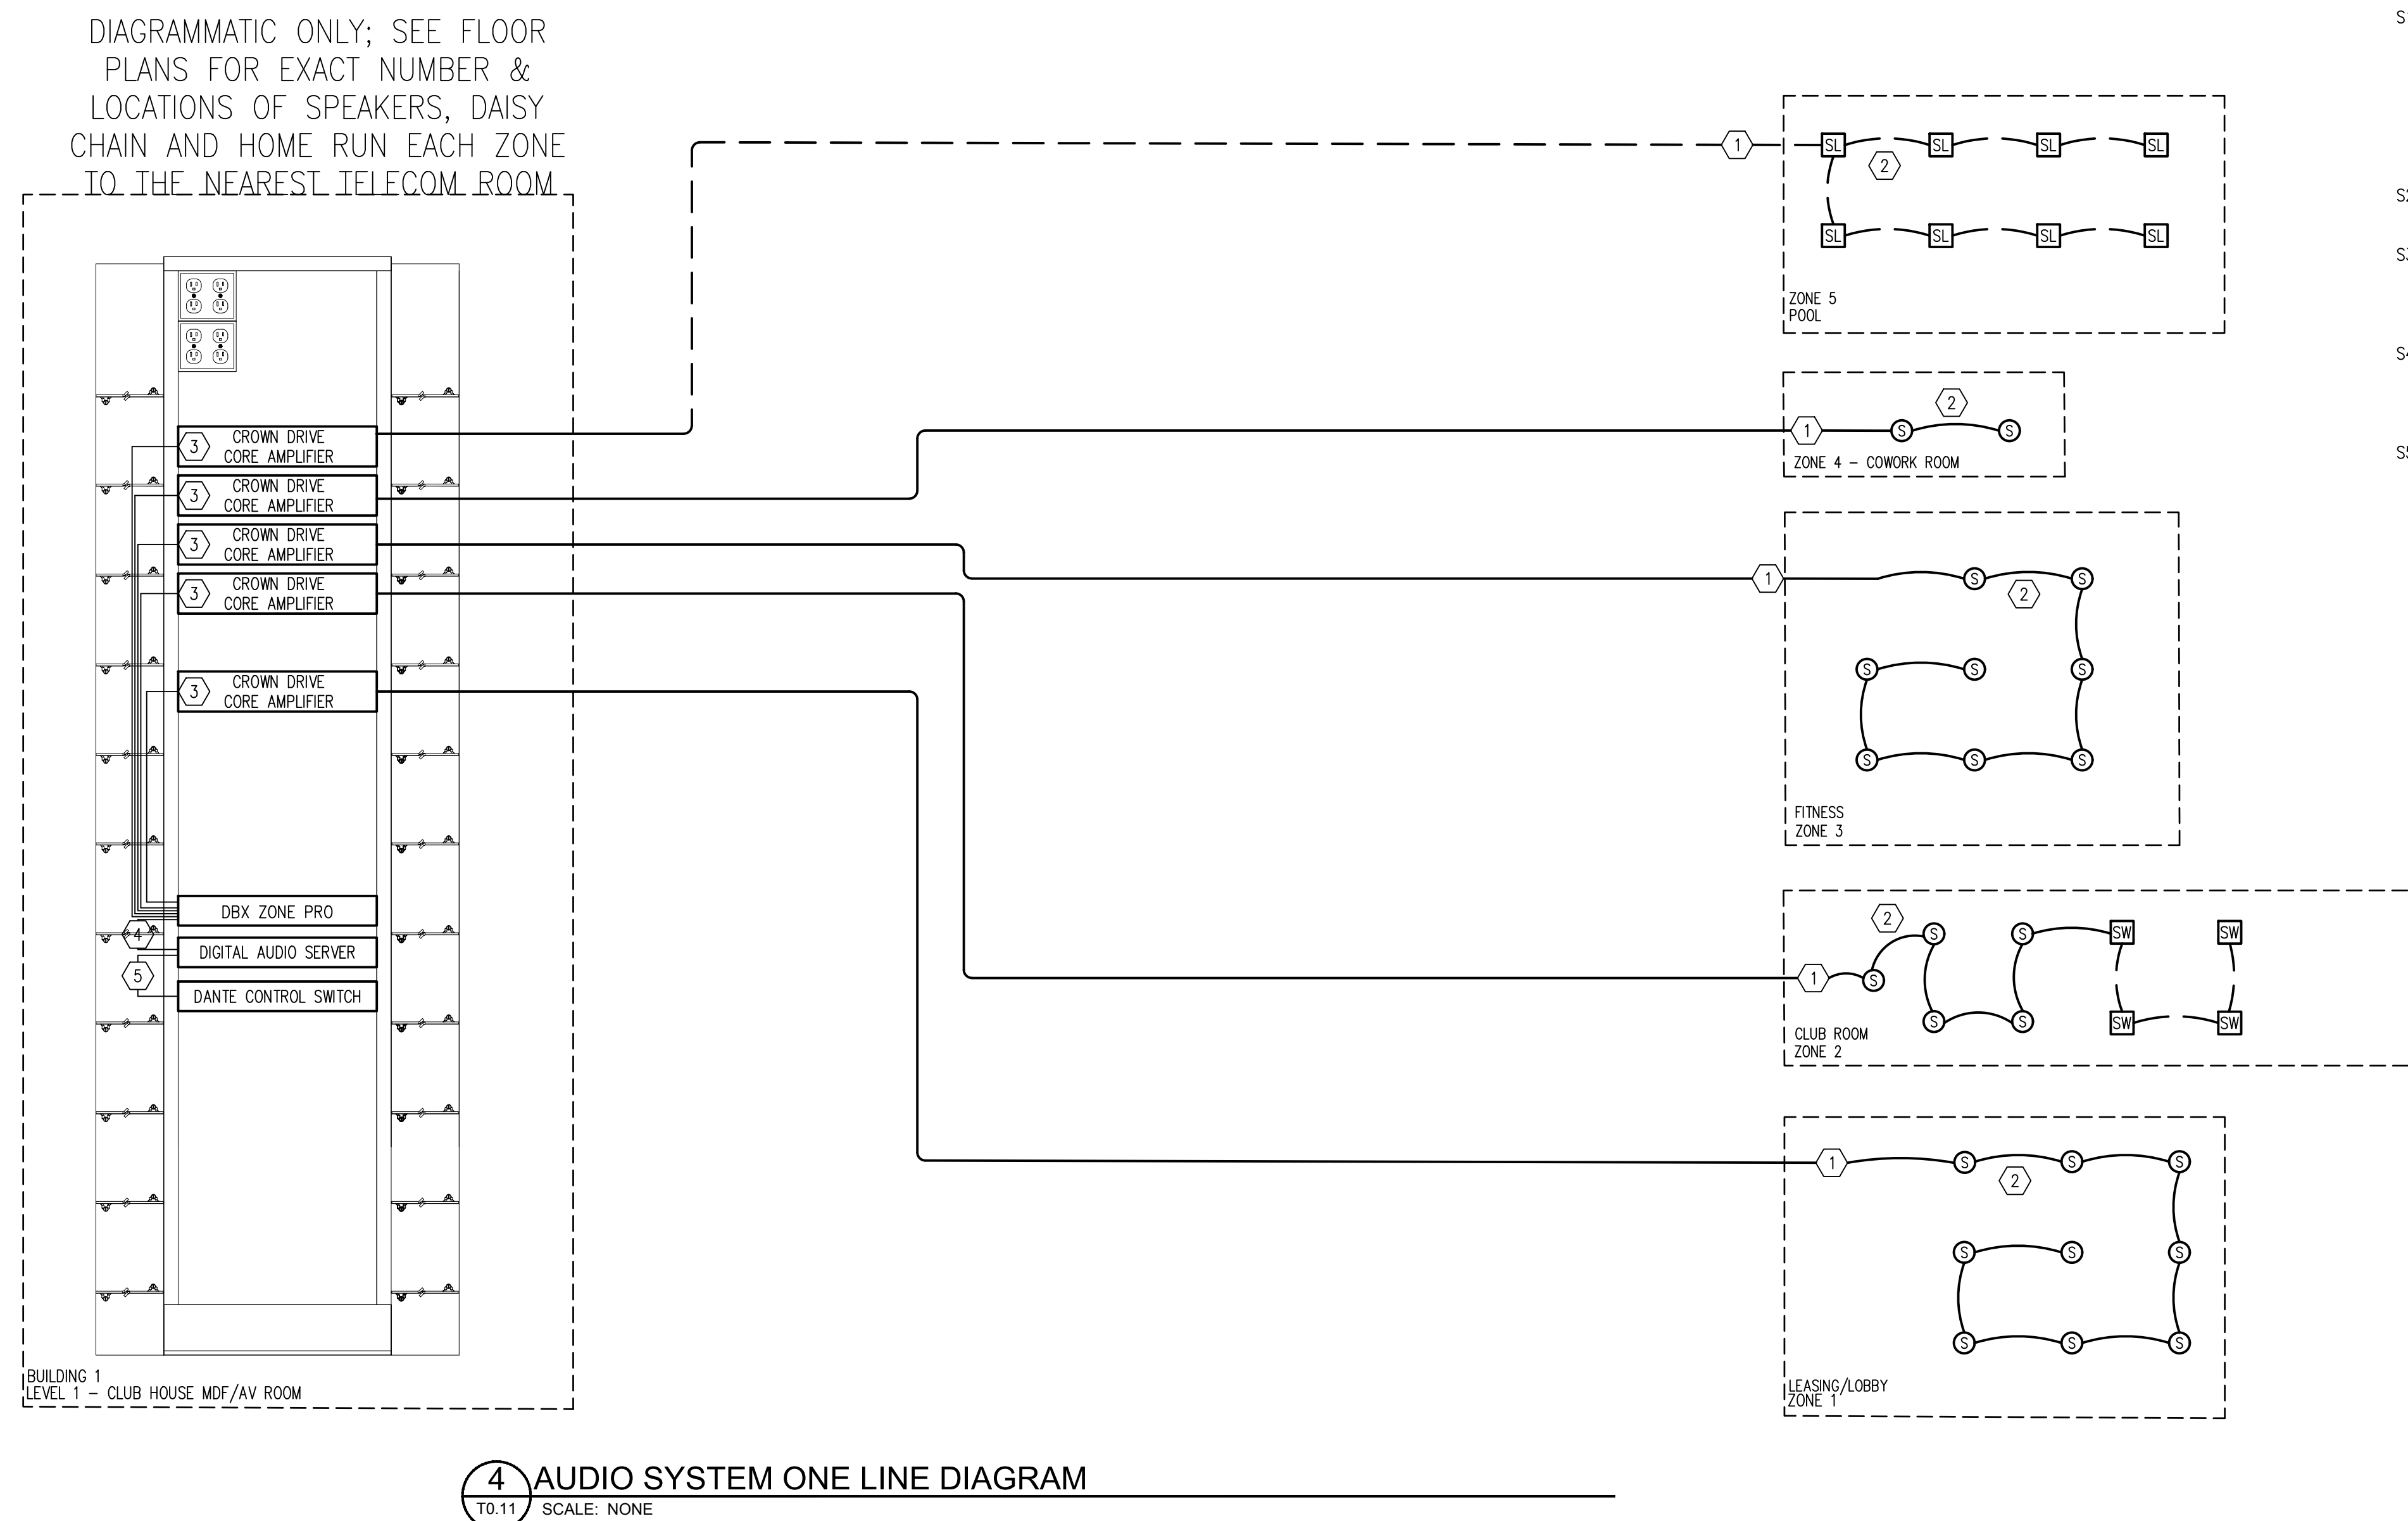 DIAGRAMMATIC ONLY; SEE FLOOR
PLANS FOR EXACT NUMBER &
LOCATIONS OF SPEAKERS, DAISY
CHAIN AND HOME RUN EACH ZONE
TO THE NEAREST TELECOM ROOM
3 CROWN DRIVE
CORE AMPLIFIER
3 CROWN DRIVE
CORE AMPLIFIER
3 CROWN DRIVE
CORE AMPLIFIER
3 CROWN DRIVE
CORE AMPLIFIER
3 CROWN DRIVE
CORE AMPLIFIER
DBX ZONE PRO
4
DIGITAL AUDIO SERVER
5
DANTE CONTROL SWITCH
BUILDING 1
LEVEL 1 – CLUB HOUSE MDF/AV ROOM
1 SL SL SL SL
2
SL SL SL SL
ZONE 5
POOL
2
1 S S
ZONE 4 – COWORK ROOM
1 S S
2
S S S
S S S
FITNESS
ZONE 3
2 S S SW SW
1 S
S S SW SW
CLUB ROOM
ZONE 2
1 S S S
2
S S S
S S S
LEASING/LOBBY
ZONE 1
S
S2
S3
S4
S5
4 AUDIO SYSTEM ONE LINE DIAGRAM
T0.11 SCALE: NONE